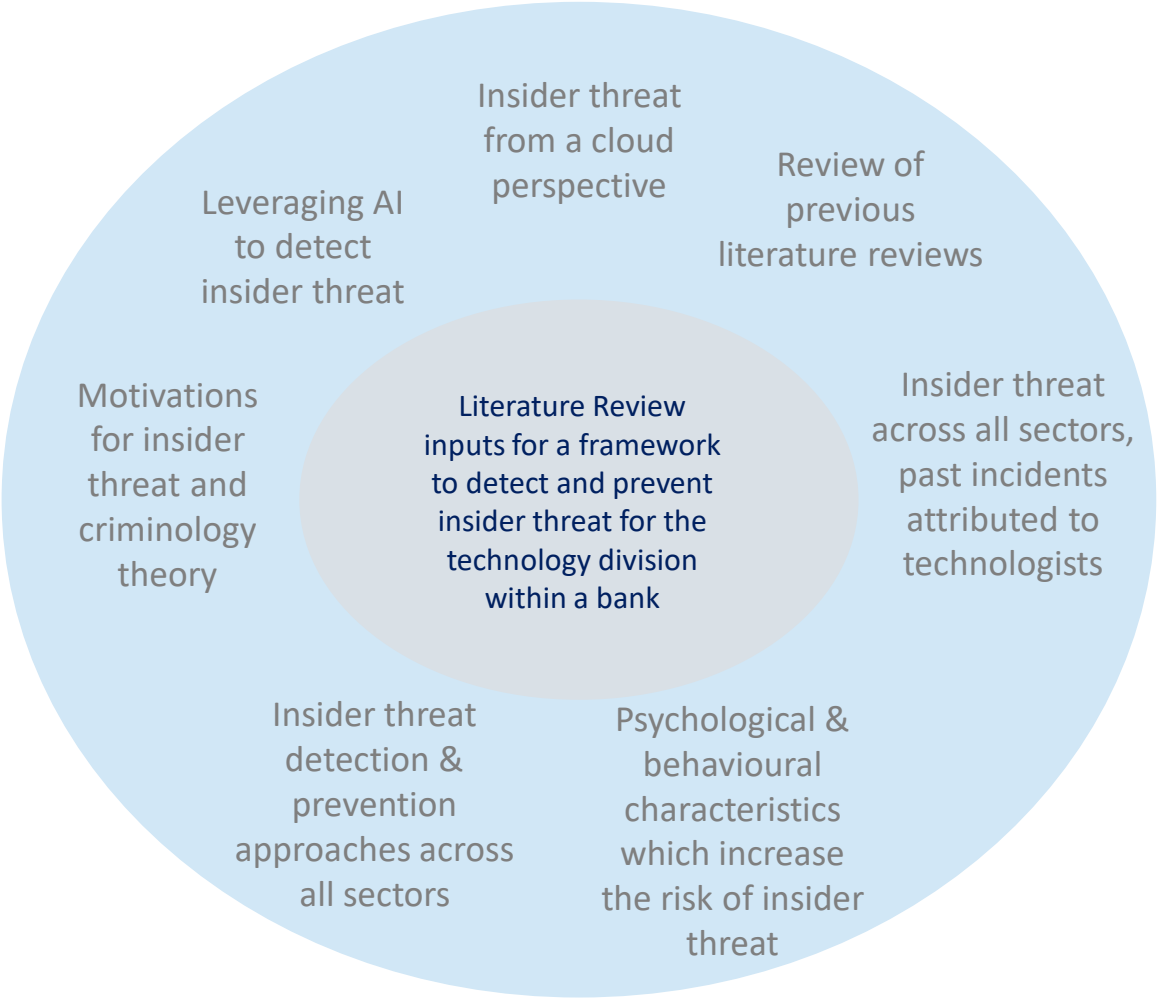 Insider threat
from a cloud
perspective
Review of
previous
literature reviews
Leveraging AI
to detect
insider threat
Insider threat
across all sectors,
past incidents
attributed to
technologists
Motivations
for insider
threat and
criminology
theory
Literature Review
inputs for a framework
to detect and prevent
insider threat for the
technology division
within a bank
Insider threat
detection &
prevention
approaches across
all sectors
Psychological &
behavioural
characteristics
which increase
the risk of insider
threat